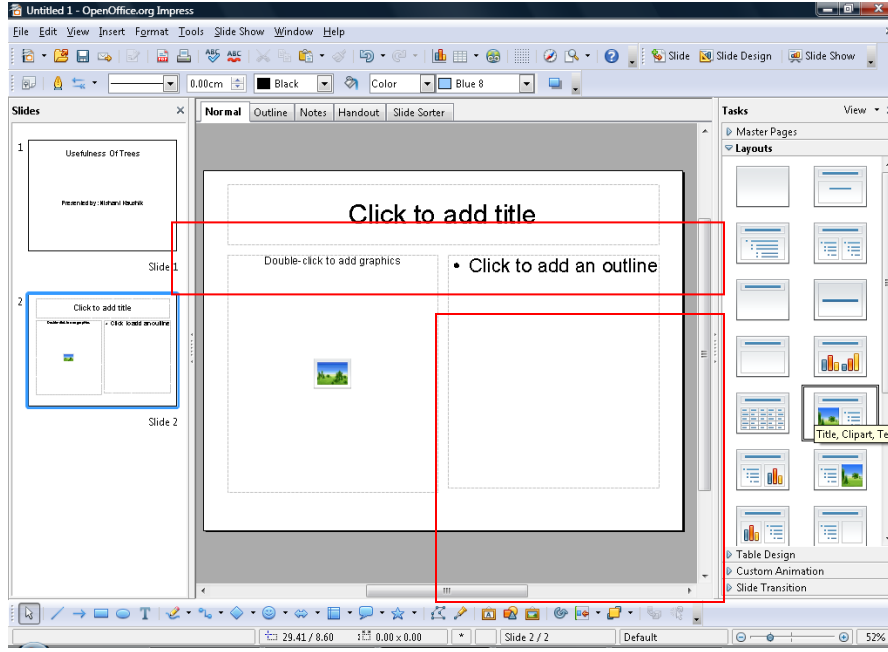 Untitled 1 - OpenOffice.org Impress
File Edit View Insert Format Tools Slide Show Window Help
Slide Slide Design Slide Show
0.00cm Black Color Blue 8
Slides
Normal Outline Notes Handout Slide Sorter
Tasks View
Master Pages
Layouts
1
Usefulness Of Trees
Presented by : Nishant Kaushik
Slide 1
2
Click to add title
Double-click to add graphics
• Click to add an outline
Slide 2
Click to add title
Double-click to add graphics
• Click to add an outline
Title, Clipart, Te
Table Design
Custom Animation
Slide Transition
29.41 / 8.60 0.00 x 0.00 * Slide 2 / 2 Default 52%